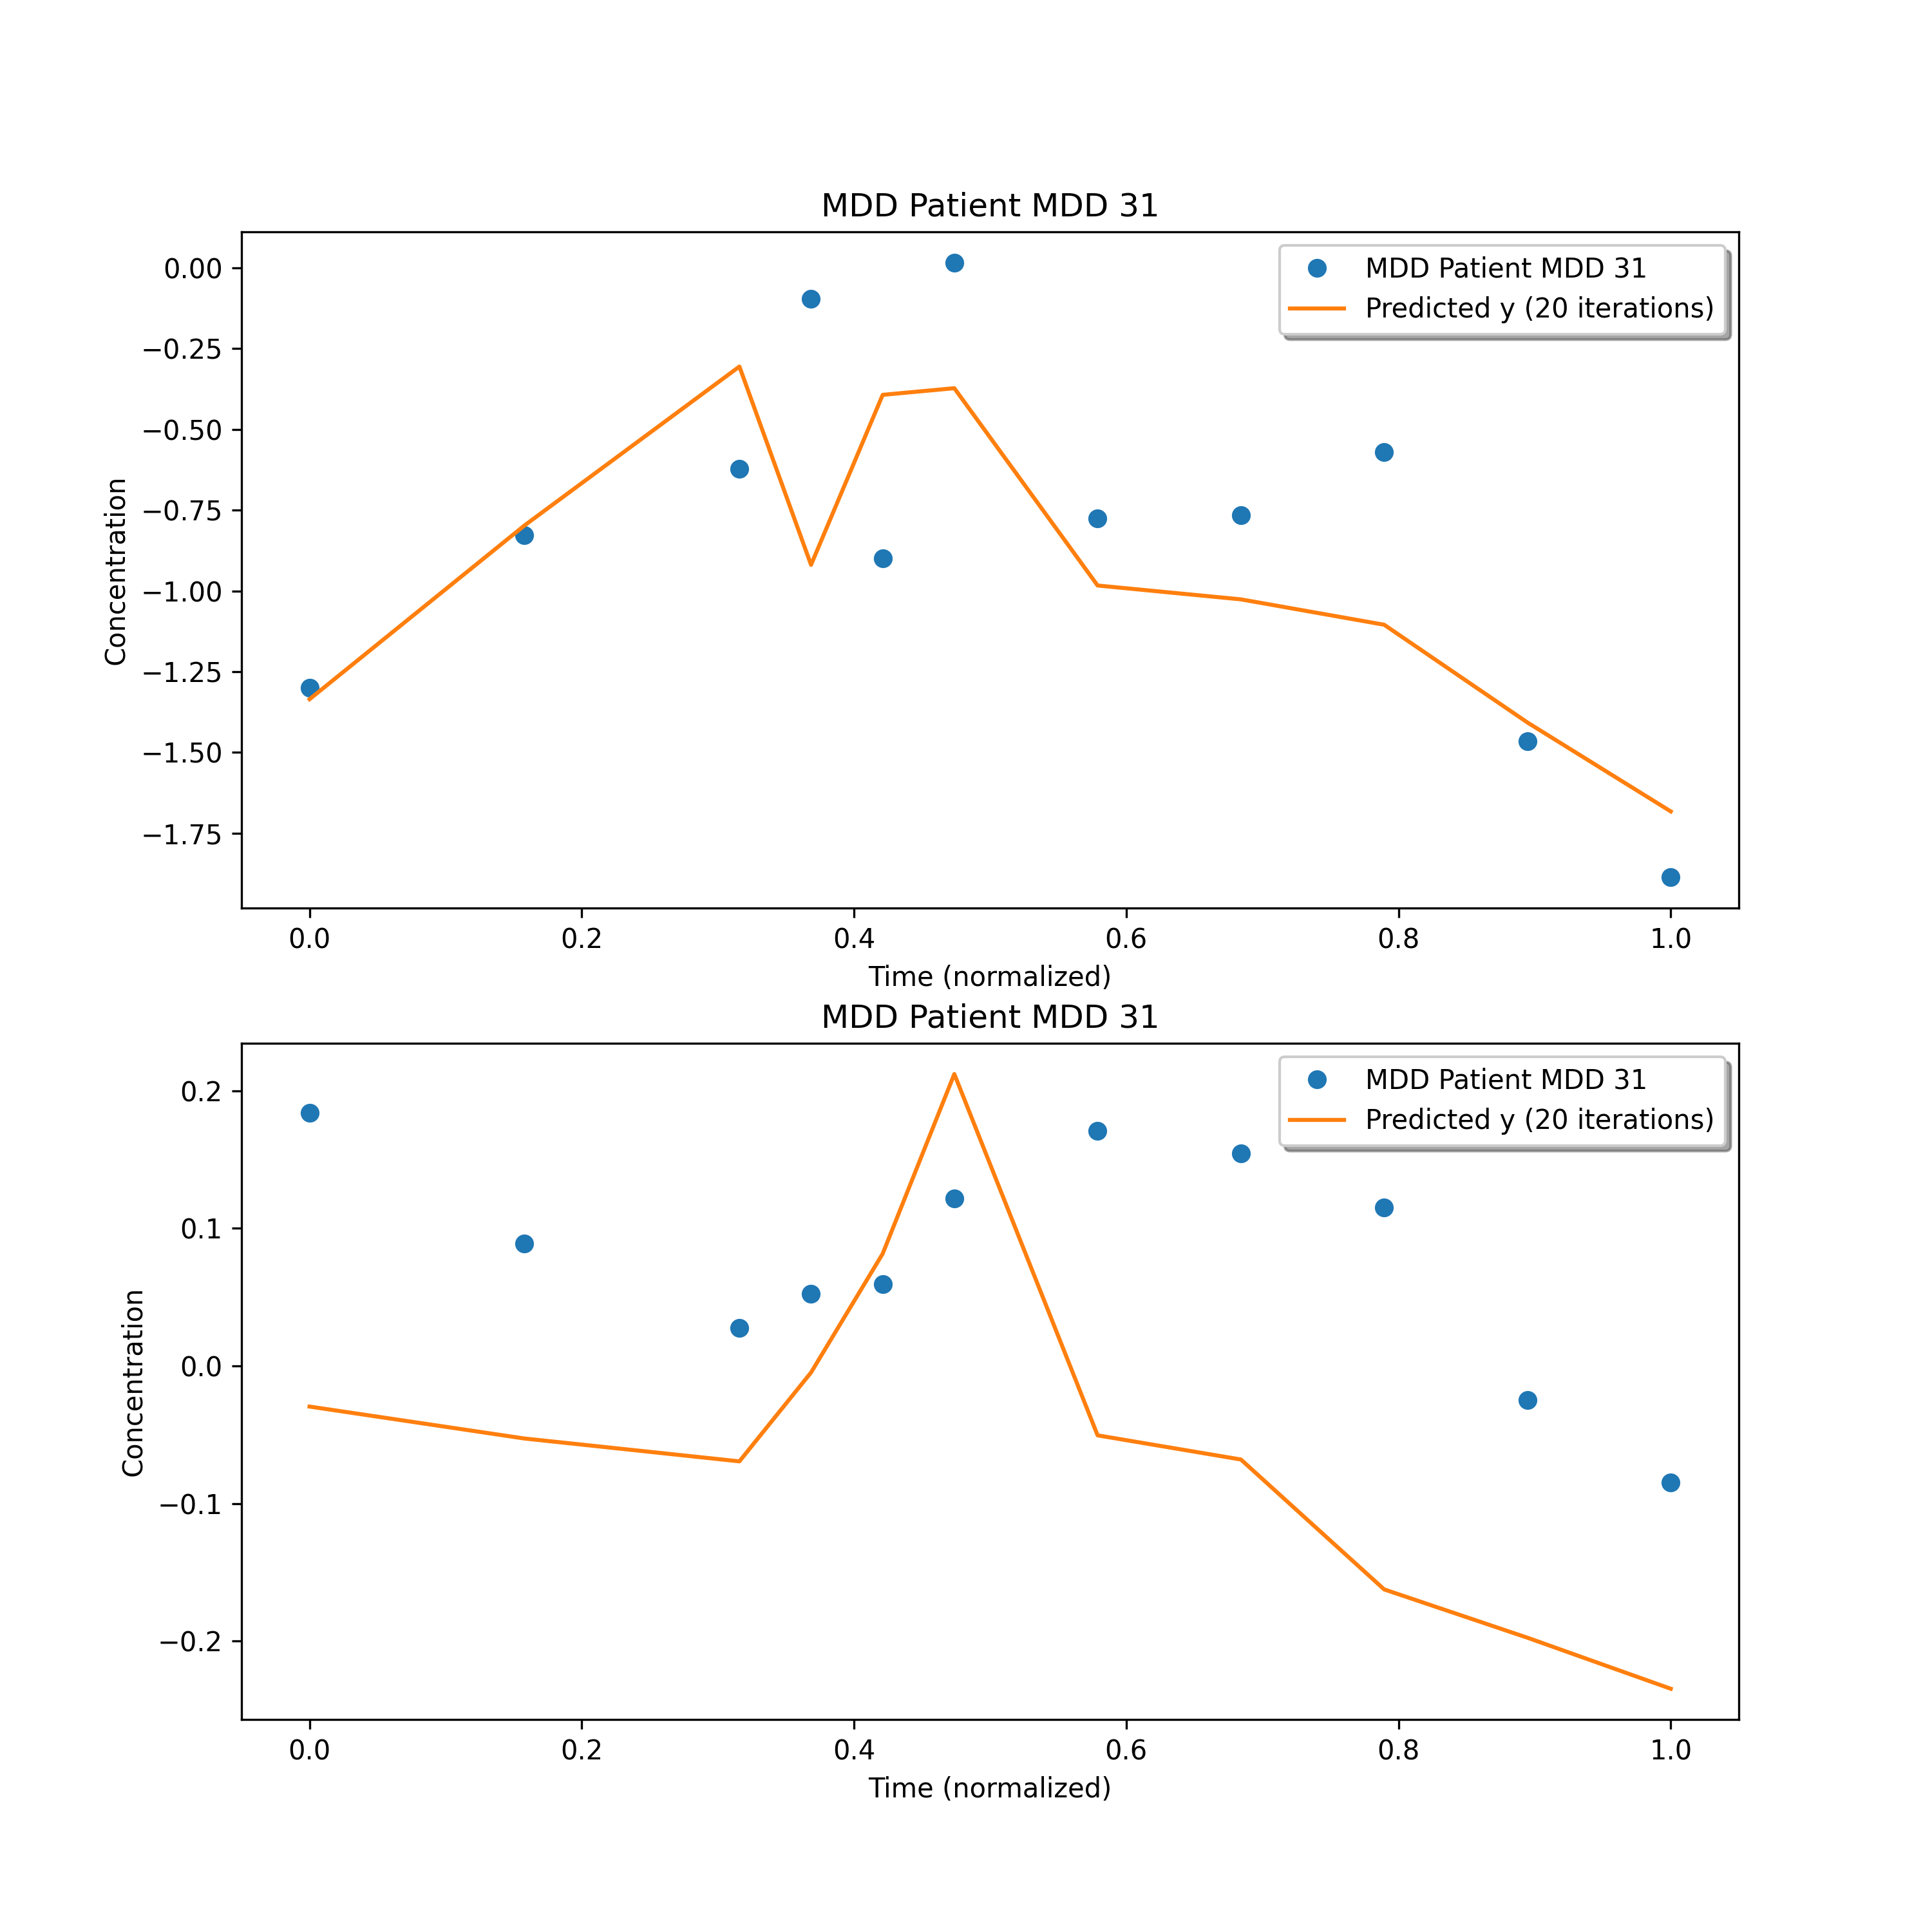 MDD Patient MDD 31
MDD Patient MDD 31
Predicted y (20 iterations)
0.00
−0.25
−0.50
−0.75
−1.00
−1.25
−1.50
−1.75
Concentration
0.0 0.2 0.4 0.6 0.8 1.0
Time (normalized)
MDD Patient MDD 31
MDD Patient MDD 31
Predicted y (20 iterations)
0.2
0.1
0.0
−0.1
−0.2
Concentration
0.0 0.2 0.4 0.6 0.8 1.0
Time (normalized)